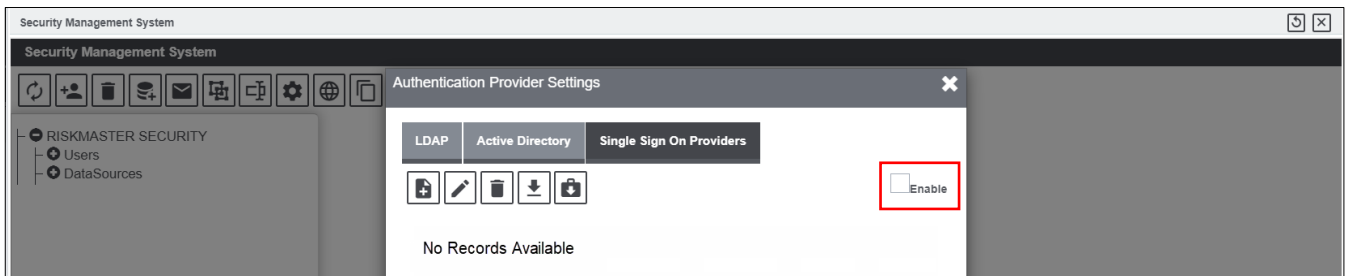 Security Management System
Security Management System
Authentication Provider Settings
RISKMASTER SECURITY
Users
DataSources
LDAP Active Directory Single Sign On Providers
Enable
No Records Available